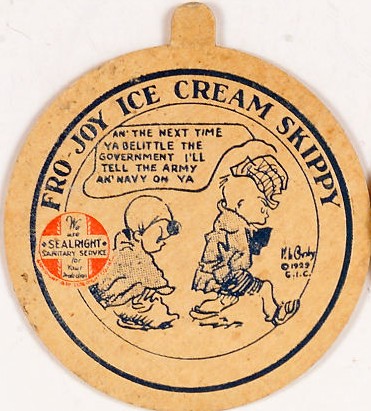 FRO-JOY ICE CREAM SKIPPY
AN' THE NEXT TIME
YA BELITTLE THE
GOVERNMENT I'LL
TELL THE ARMY
AN' NAVY ON YA
We
are
SEALRIGHT
SANITARY SERVICE
for
Your
Protection
© 1929